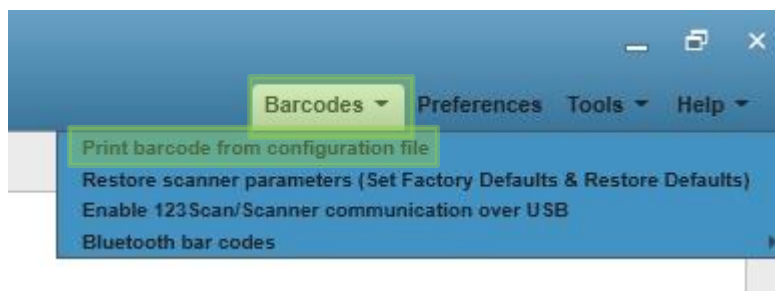 Barcodes Preferences Tools Help
Print barcode from configuration file
Restore scanner parameters (Set Factory Defaults & Restore Defaults)
Enable 123Scan/Scanner communication over USB
Bluetooth bar codes